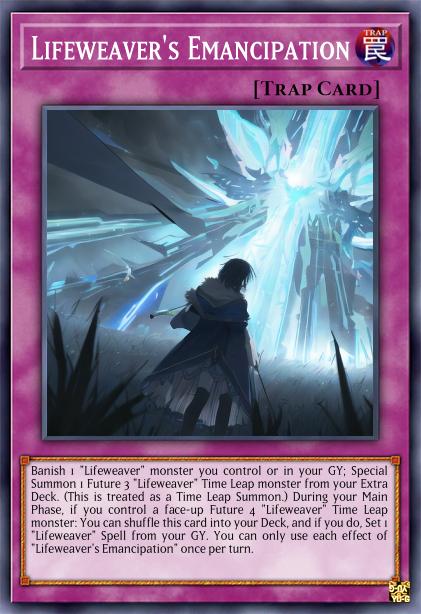 LIFEWEAVER'S EMANCIPATION
TRAP
罠
[TRAP CARD]
Banish 1 "Lifeweaver" monster you control or in your GY; Special
Summon 1 Future 3 "Lifeweaver" Time Leap monster from your Extra
Deck. (This is treated as a Time Leap Summon.) During your Main
Phase, if you control a face-up Future 4 "Lifeweaver" Time Leap
monster: You can shuffle this card into your Deck, and if you do, Set 1
"Lifeweaver" Spell from your GY. You can only use each effect of
"Lifeweaver's Emancipation" once per turn.